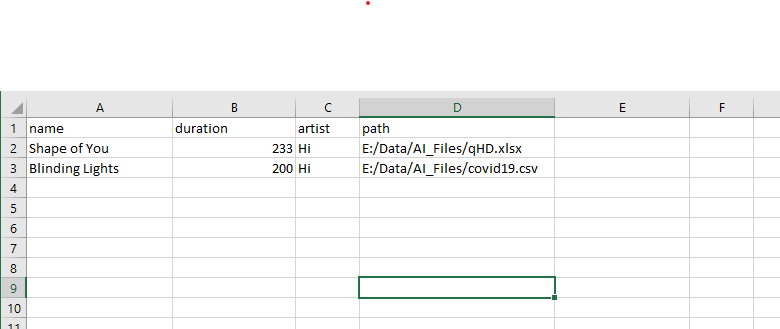 A B C D E F
1 name duration artist path
2 Shape of You 233 Hi E:/Data/AI_Files/qHD.xlsx
3 Blinding Lights 200 Hi E:/Data/AI_Files/covid19.csv
4
5
6
7
8
9
10
11